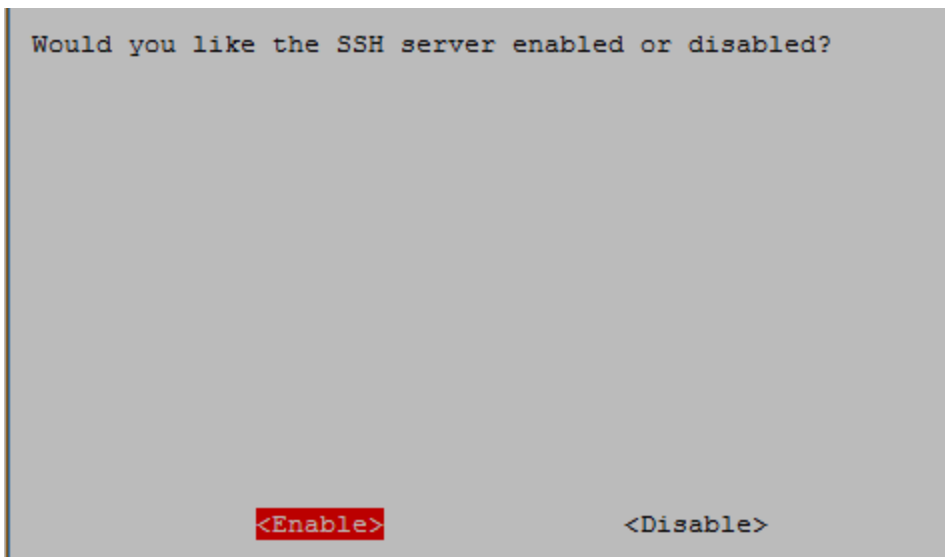 Would you like the SSH server enabled or disabled?
<Enable> <Disable>